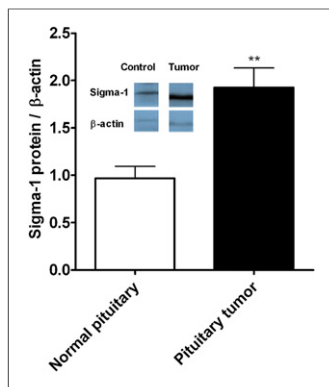 Sigma-1 protein / β-actin
2.5
2.0
1.5
1.0
0.5
0.0
Control Tumor
Sigma-1
β-actin
**
Normal pituitary
Pituitary tumor